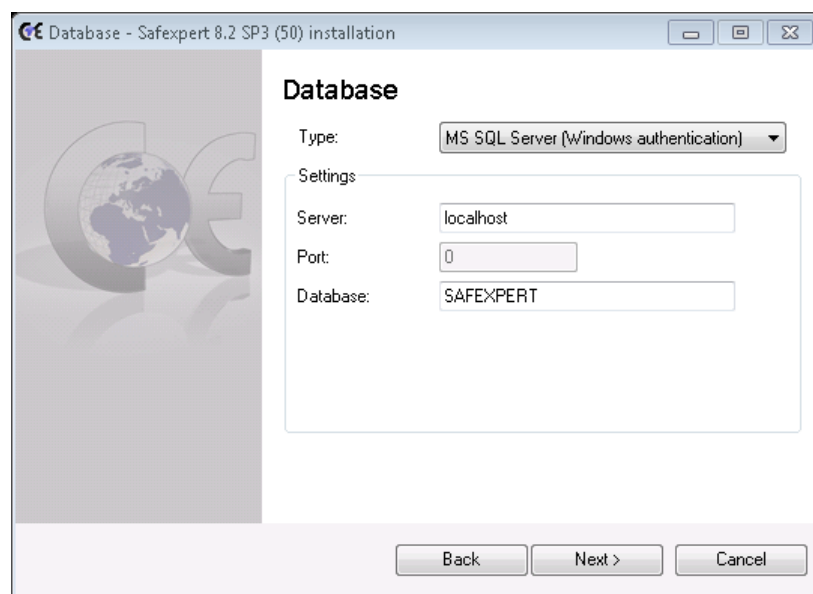 Database - Safexpert 8.2 SP3 (50) installation
Database
Type: MS SQL Server (Windows authentication)
Settings
Server: localhost
Port: 0
Database: SAFEXPERT
Back Next > Cancel